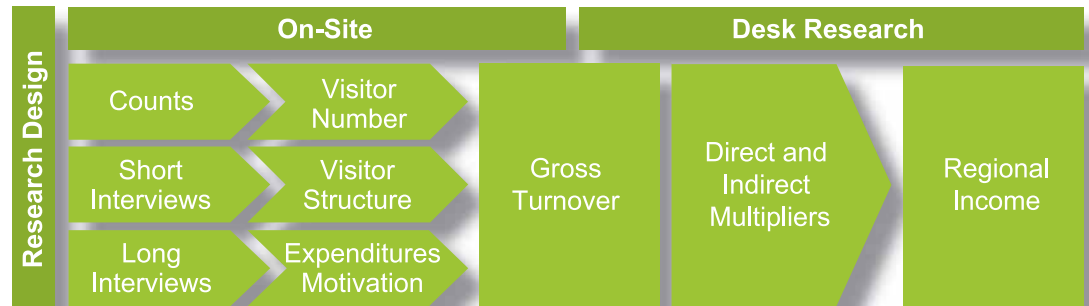 Research Design
On-Site
Desk Research
Counts
Visitor
Number
Short
Interviews
Visitor
Structure
Long
Interviews
Expenditures
Motivation
Gross
Turnover
Direct and
Indirect
Multipliers
Regional
Income